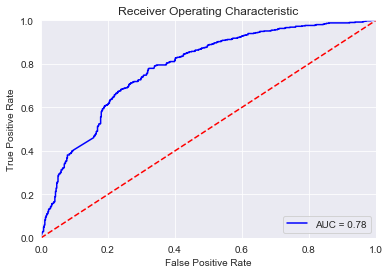 Receiver Operating Characteristic
1.0
0.8
0.6
0.4
0.2
0.0
True Positive Rate
AUC = 0.78
0.0 0.2 0.4 0.6 0.8 1.0
False Positive Rate